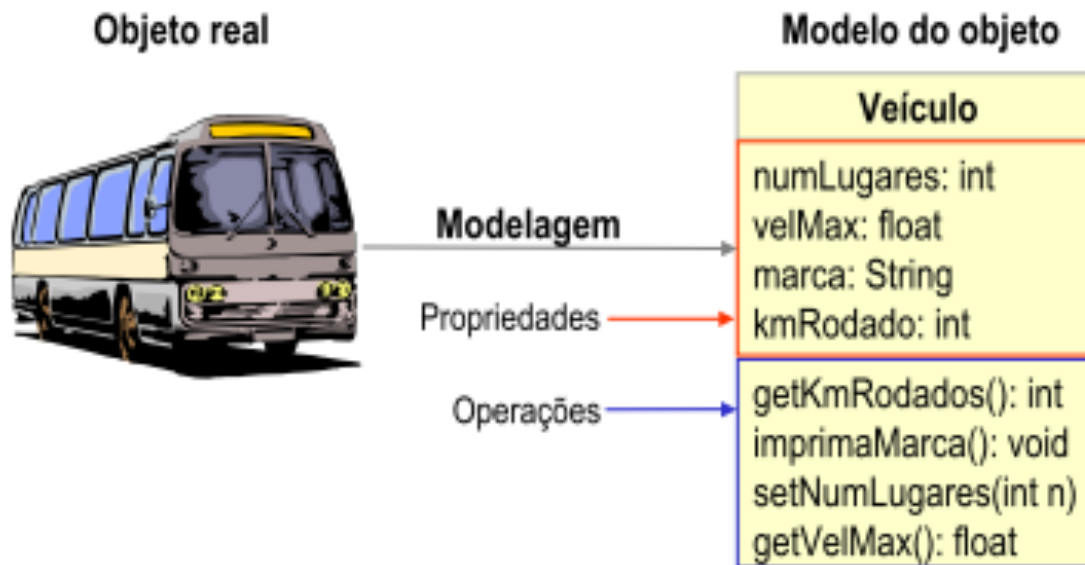 Objeto real
Modelo do objeto
Veículo
numLugares: int
velMax: float
marca: String
kmRodado: int
Modelagem
Propriedades
Operações
getKmRodados(): int
imprimaMarca(): void
setNumLugares(int n)
getVelMax(): float